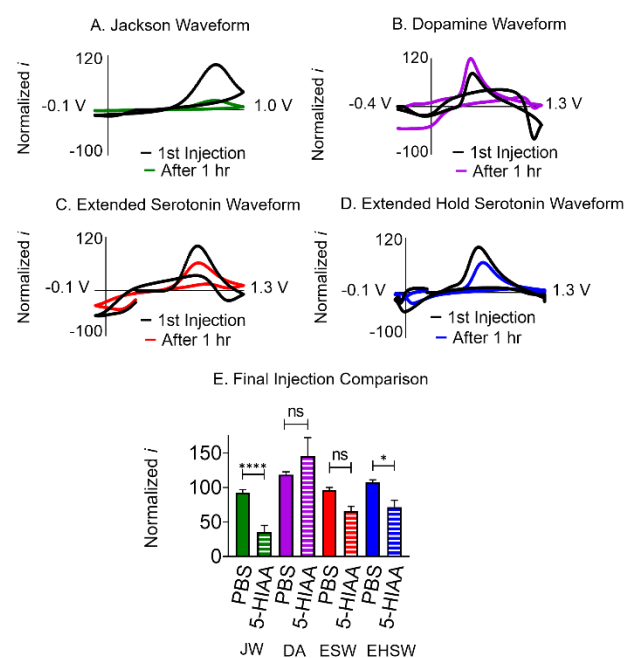 A. Jackson Waveform
Normalized i
120
-0.1 V
1.0 V
-100
1st Injection
After 1 hr
B. Dopamine Waveform
Normalized i
120
-0.4 V
1.3 V
-100
1st Injection
After 1 hr
C. Extended Serotonin Waveform
120
-0.1 V
1.3 V
-100
1st Injection
After 1 hr
D. Extended Hold Serotonin Waveform
120
-0.1 V
1.3 V
-100
1st Injection
After 1 hr
E. Final Injection Comparison
Normalized i
150
100
50
0
****
ns
ns
*
PBS
5-HIAA
PBS
5-HIAA
PBS
5-HIAA
PBS
5-HIAA
JW DA ESW EHSW